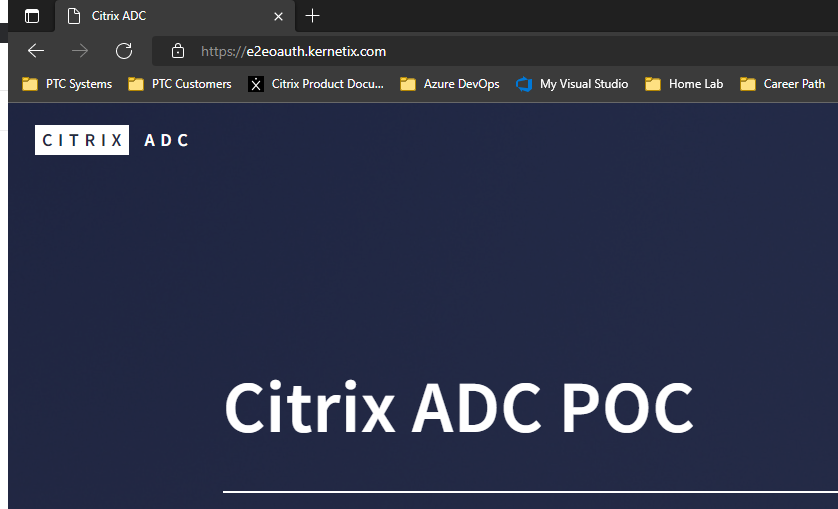 Citrix ADC
https://e2eoauth.kernetix.com
PTC Systems PTC Customers Citrix Product Docu... Azure DevOps My Visual Studio Home Lab Career Path
CITRIX ADC
Citrix ADC POC